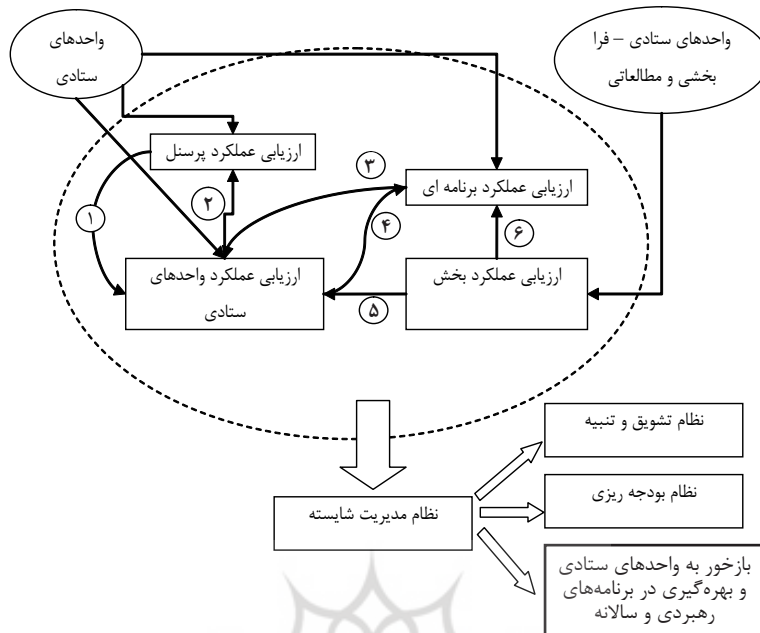 واحدهای ستادی – فرا
بخشی و مطالعاتی
واحدهای
ستادی
ارزیابی عملکرد پرسنل
ارزیابی عملکرد برنامه ای
۳
۲
۱
۴
۶
ارزیابی عملکرد بخش
ارزیابی عملکرد واحدهای
ستادی
۵
نظام تشویق و تنبیه
نظام بودجه ریزی
نظام مدیریت شایسته
بازخور به واحدهای ستادی
و بهره‌گیری در برنامه‌های
رهبردی و سالانه